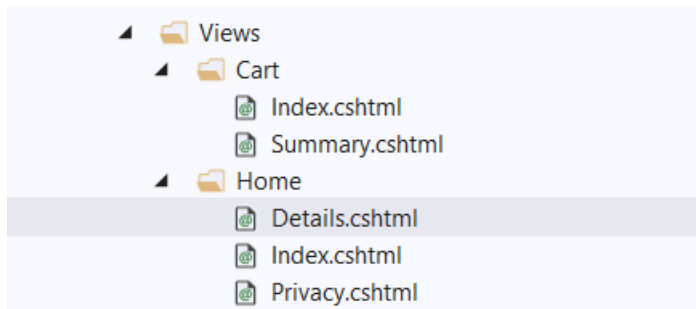 Views
Cart
Index.cshtml
Summary.cshtml
Home
Details.cshtml
Index.cshtml
Privacy.cshtml